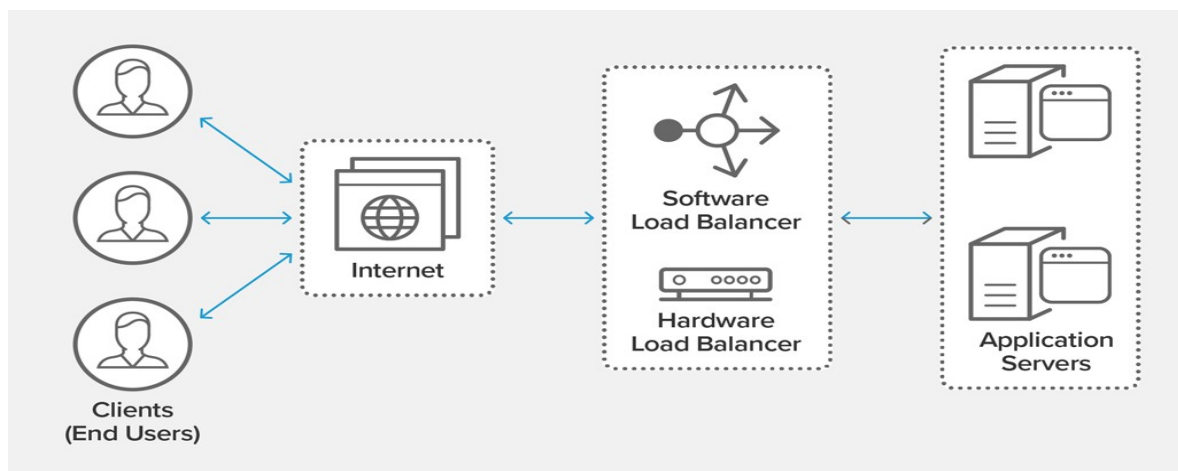 Clients
(End Users)
Internet
Software
Load Balancer
Hardware
Load Balancer
Application
Servers